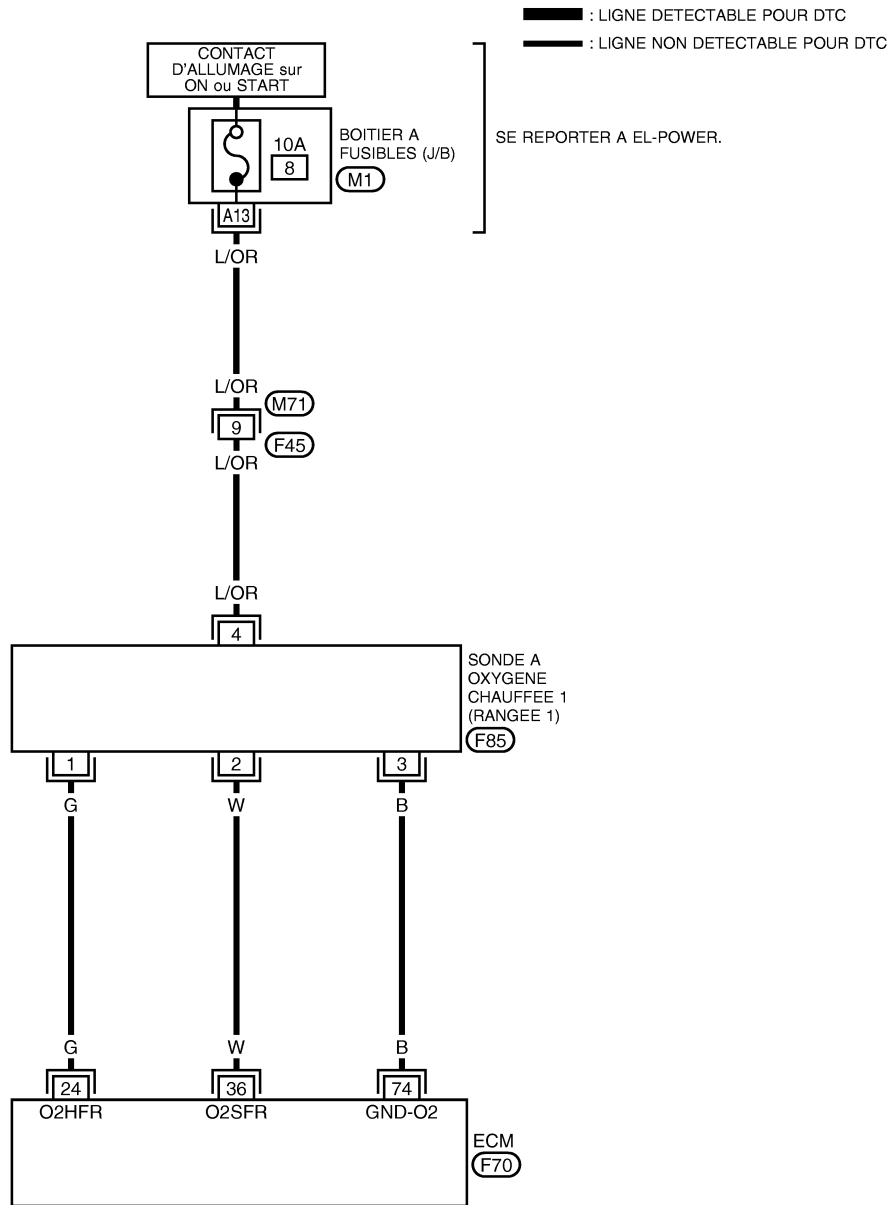 : LIGNE DETECTABLE POUR DTC
: LIGNE NON DETECTABLE POUR DTC
CONTACT
D'ALLUMAGE sur
ON ou START
10A
8
BOITIER A
FUSIBLES (J/B)
M1
SE REPORTER A EL-POWER.
A13
L/OR
L/OR
M71
9
F45
L/OR
L/OR
4
SONDE A
OXYGENE
CHAUFFEE 1
(RANGEE 1)
F85
1 2 3
G W B
G W B
24 36 74
O2HFR O2SFR GND-O2
ECM
F70